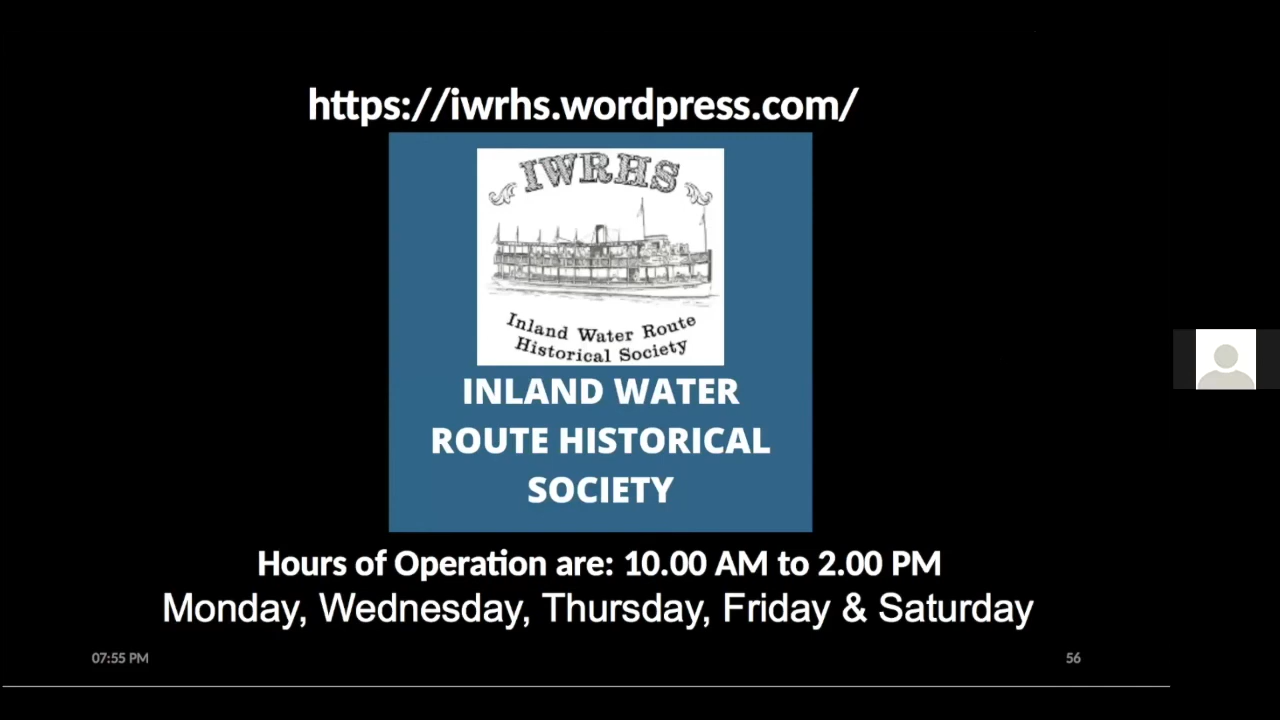 https://iwrhs.wordpress.com/
IWRHS
Inland Water Route
Historical Society
INLAND WATER
ROUTE HISTORICAL
SOCIETY
Hours of Operation are: 10.00 AM to 2.00 PM
Monday, Wednesday, Thursday, Friday & Saturday
07:55 PM
56